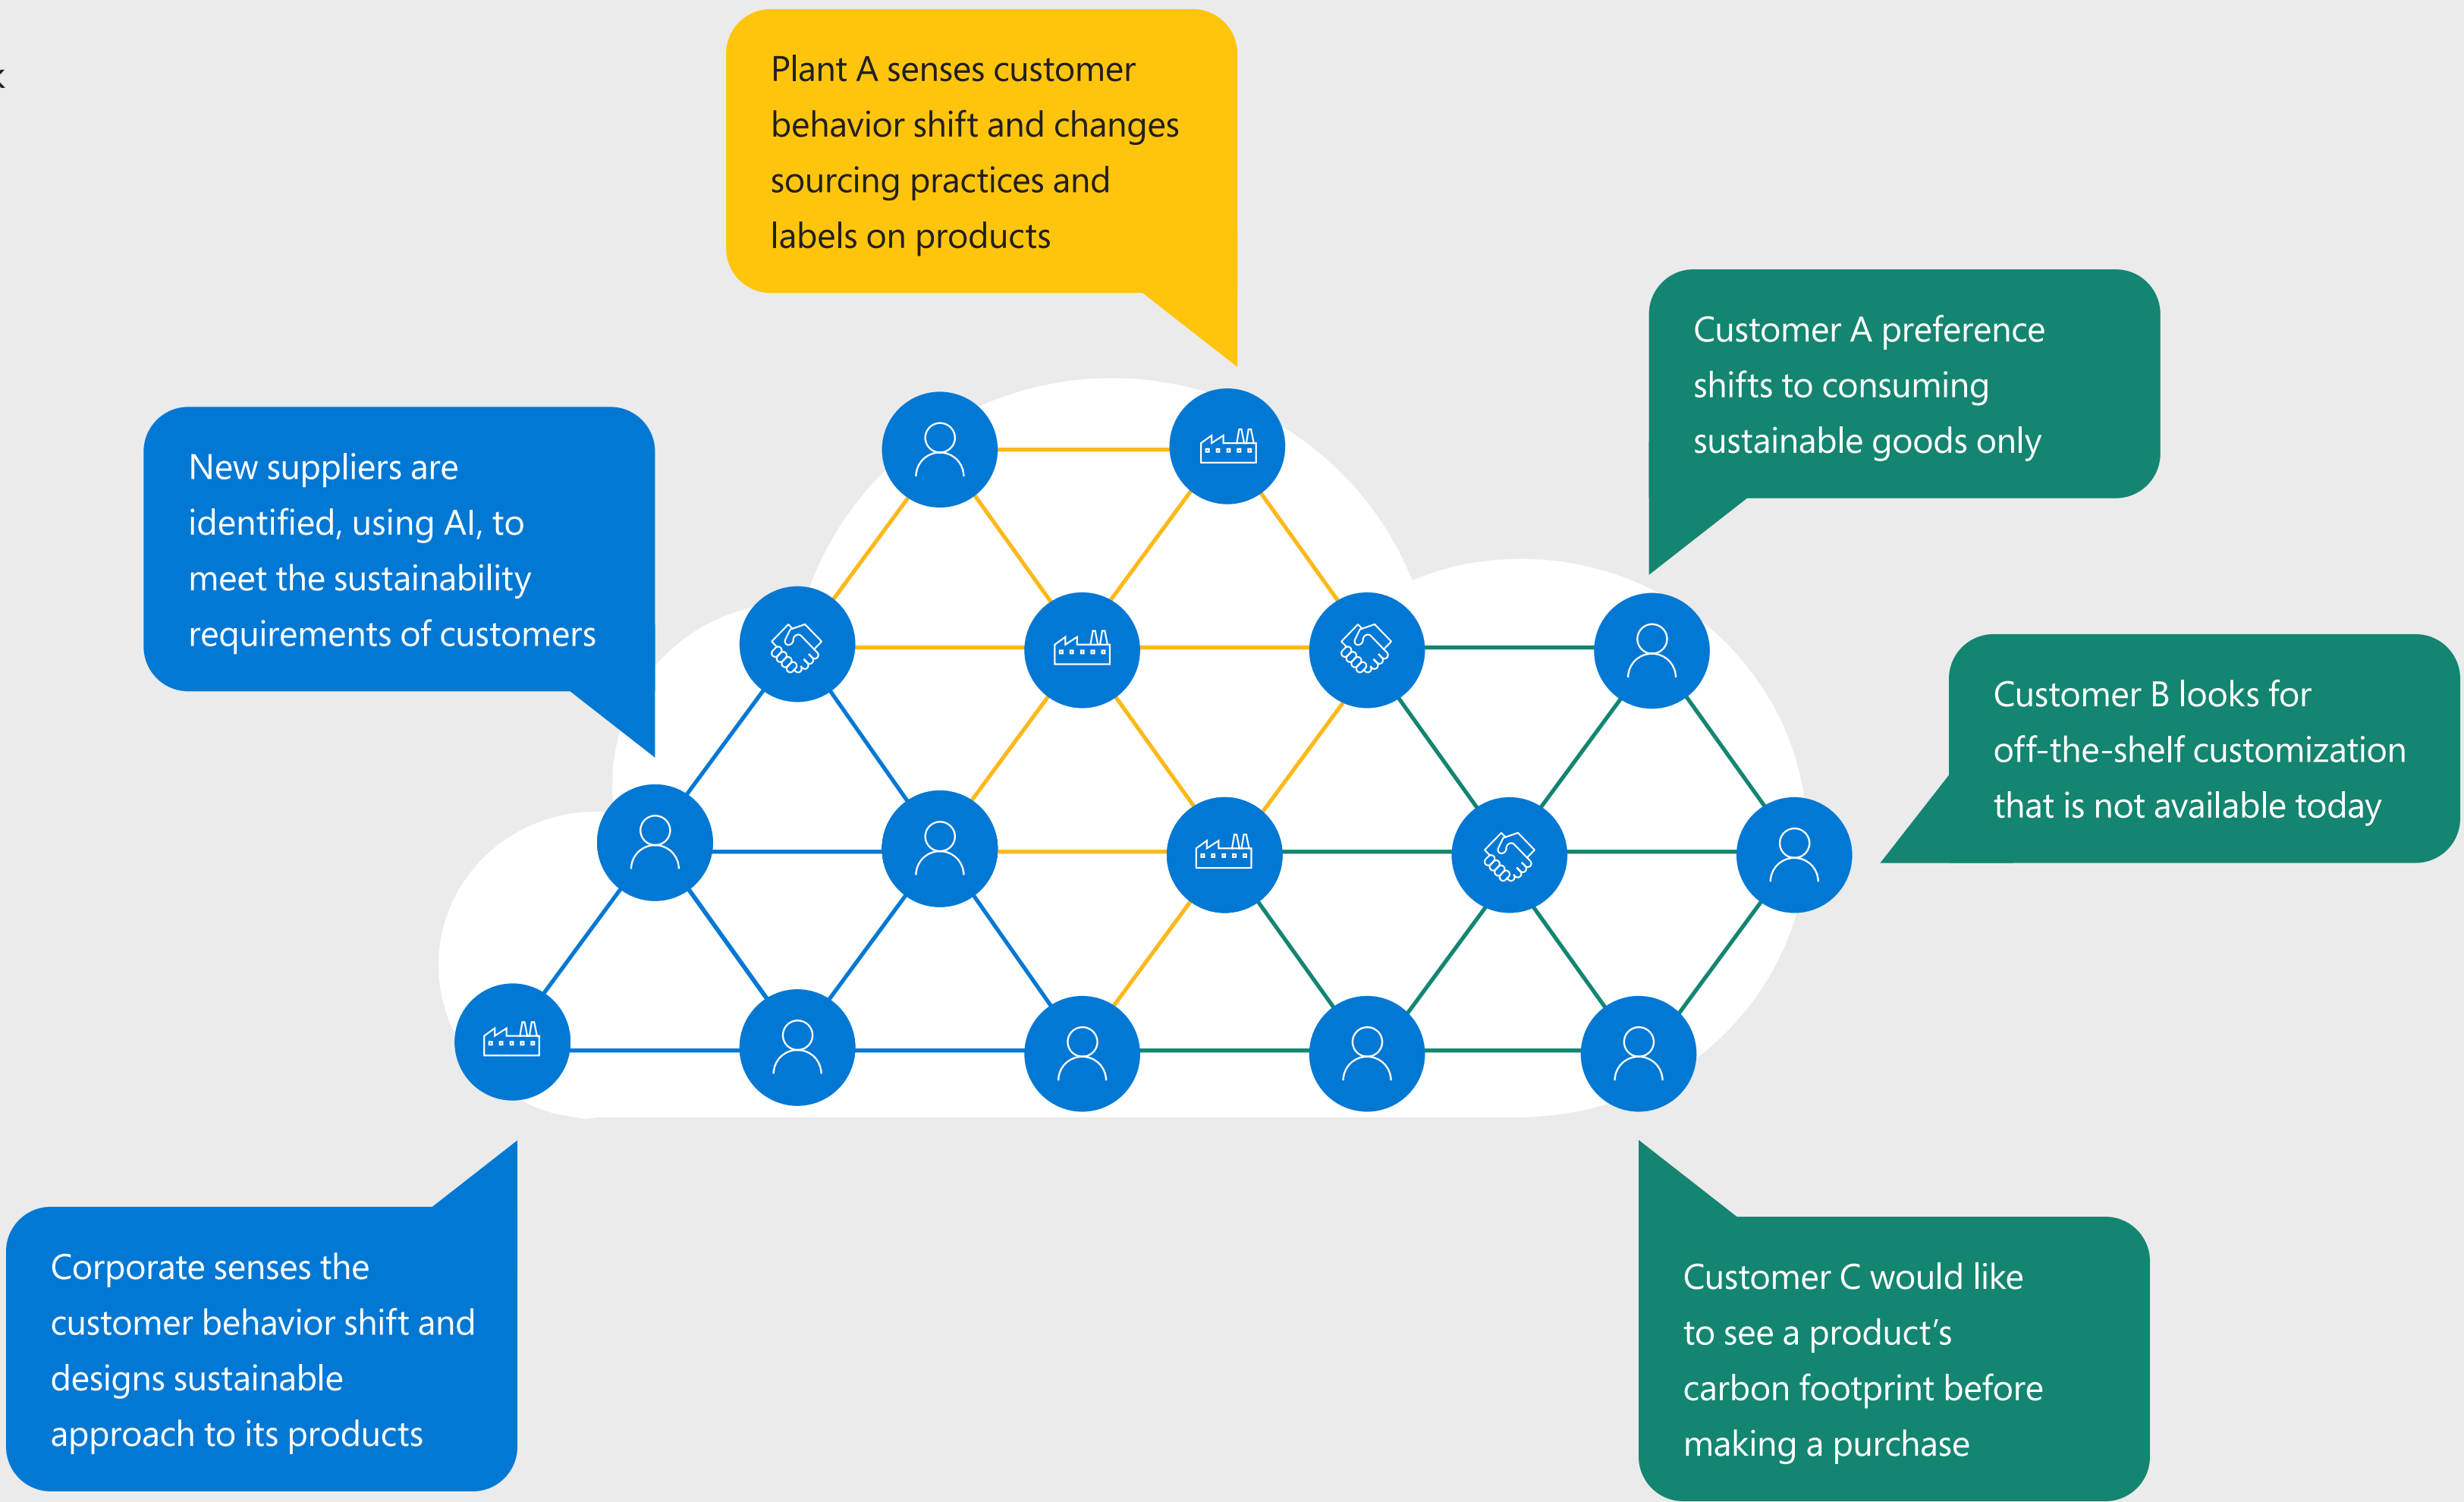 Plant A senses customer
behavior shift and changes
sourcing practices and
labels on products
Customer A preference
shifts to consuming
sustainable goods only
New suppliers are
identified, using AI, to
meet the sustainability
requirements of customers
Customer B looks for
off-the-shelf customization
that is not available today
Corporate senses the
customer behavior shift and
designs sustainable
approach to its products
Customer C would like
to see a product’s
carbon footprint before
making a purchase